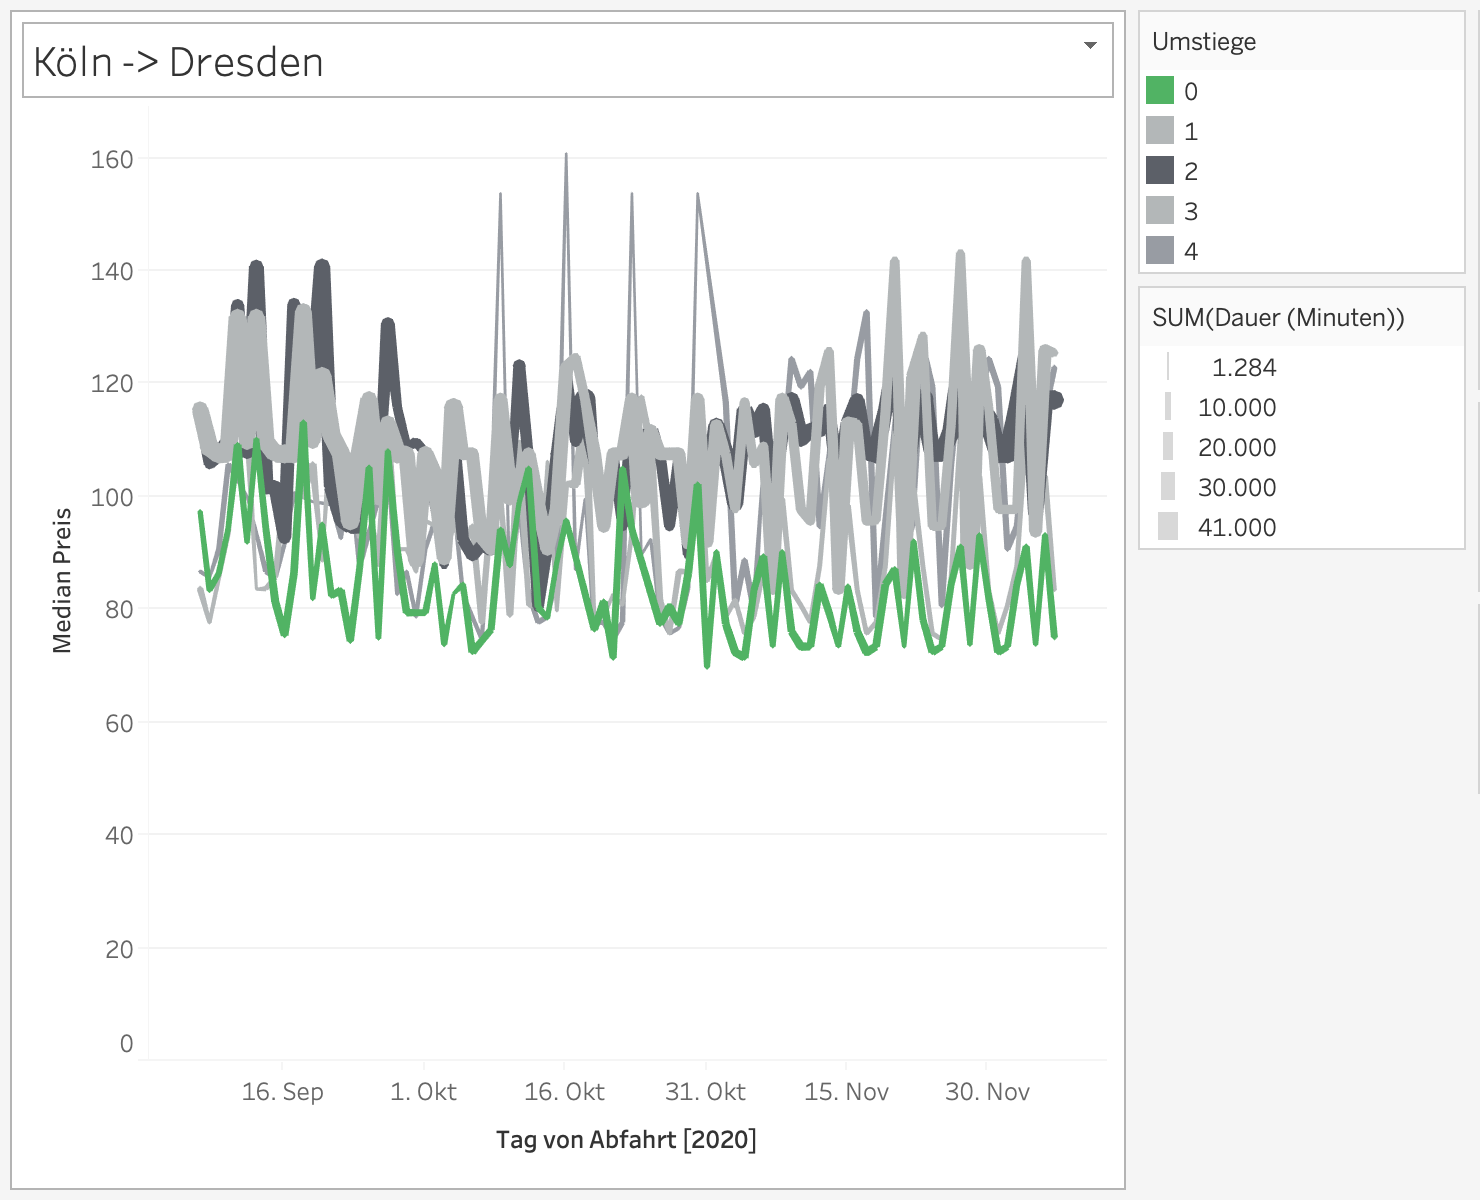 Köln -> Dresden
160
140
120
100
80
60
40
20
0
Median Preis
16. Sep
1. Okt
16. Okt
31. Okt
15. Nov
30. Nov
Tag von Abfahrt [2020]
Umstiege
0
1
2
3
4
SUM(Dauer (Minuten))
1.284
10.000
20.000
30.000
41.000